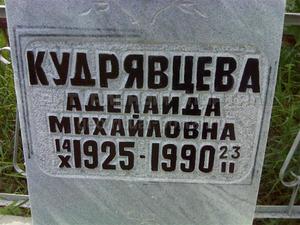 КУДРЯВЦЕВА
АДЕЛАИДА
МИХАЙЛОВНА
14/X 1925 - 1990 23/II